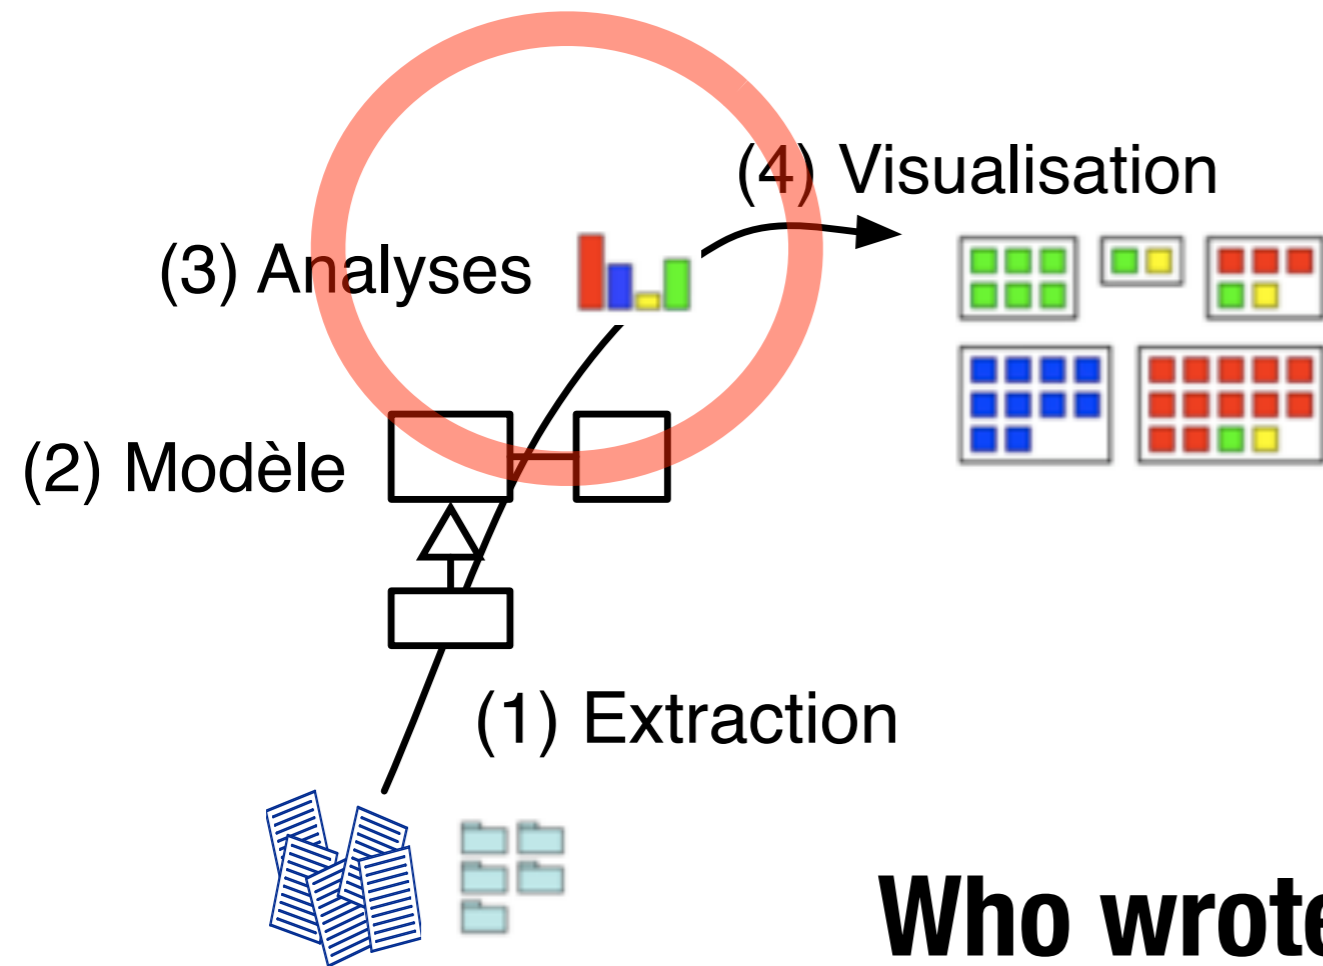 (4) Visualisation
(3) Analyses
(2) Modèle
(1) Extraction
Who wrote